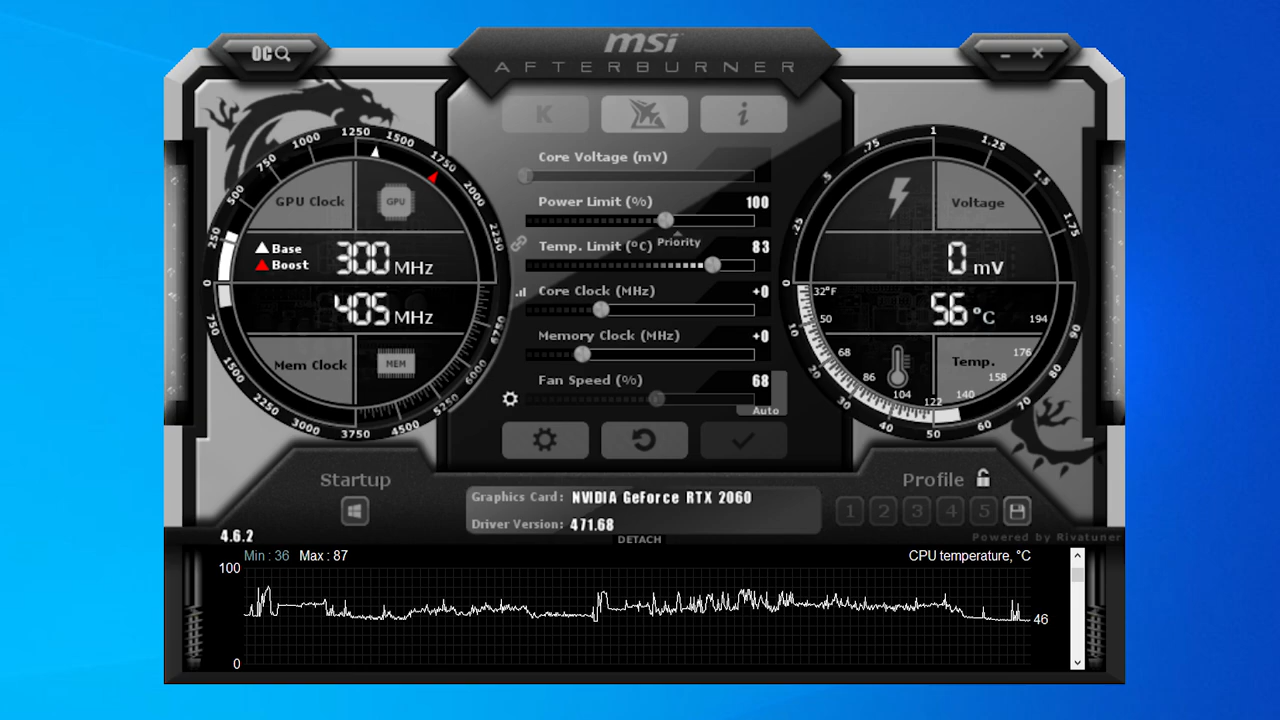 OC
msi
AFTERBURNER
K
i
0 250 500 750 1000 1250 1500 1750 2000 2250
GPU Clock
GPU
Base
Boost
300 MHz
405 MHz
Mem Clock
MEM
750 1500 2250 3000 3750 4500 5250 6000 6750
Core Voltage (mV)
Power Limit (%) 100
Priority
Temp. Limit (°C) 83
Core Clock (MHz) +0
Memory Clock (MHz) +0
Fan Speed (%) 68
Auto
0 .25 .5 .75 1 1.25 1.5 1.75
Voltage
0 mV
56 °C
Temp.
32°F 50 68 86 104 122 140 158 176 194
10 20 30 40 50 60 70 80 90
Startup
Graphics Card: NVIDIA GeForce RTX 2060
Driver Version: 471.68
Profile
1 2 3 4 5
4.6.2
DETACH
Powered by Rivatuner
Min : 36 Max : 87
CPU temperature, °C
100
46
0